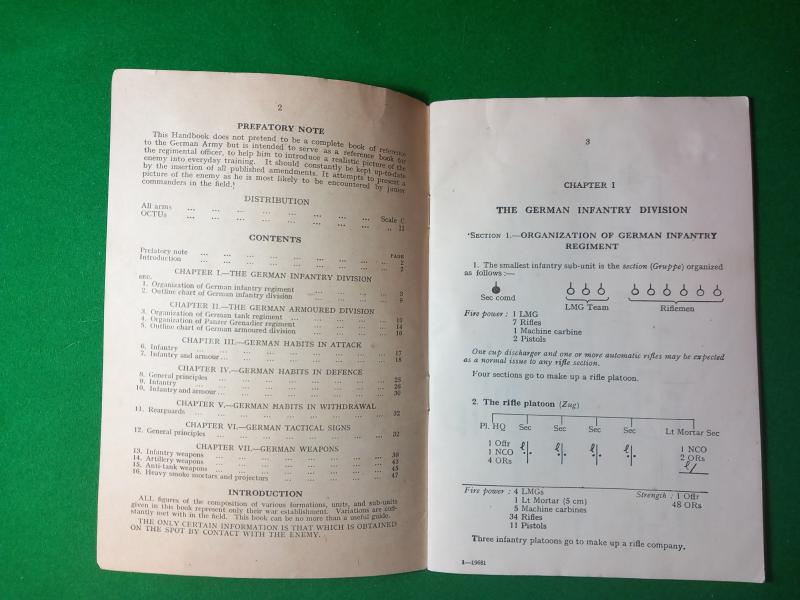 2
PREFATORY NOTE
This Handbook does not pretend to be a complete book of reference
to the German Army but is intended to serve as a reference book for
the regimental officer, to help him to introduce a realistic picture of the
enemy into everyday training. It should constantly be kept up-to-date
by the insertion of all published amendments. It attempts to present a
picture of the enemy as he is most likely to be encountered by junior
commanders in the field.
DISTRIBUTION
All arms ... ... ... ... ... ... ... Scale C
OCTUs ... ... ... ... ... ... ... ,, II
CONTENTS
PAGE
Prefatory note ... ... ... ... ... ... ... 2
Introduction ... ... ... ... ... ... ... 2
CHAPTER I.—THE GERMAN INFANTRY DIVISION
SEC.
1. Organization of German infantry regiment ... ... ... 3
2. Outline chart of German infantry division ... ... ... 9
CHAPTER II.—THE GERMAN ARMOURED DIVISION
3. Organization of German tank regiment ... ... ... 10
4. Organization of Panzer Grenadier regiment ... ... ... 14
5. Outline chart of German armoured division ... ... ... 16
CHAPTER III.—GERMAN HABITS IN ATTACK
6. Infantry ... ... ... ... ... ... ... 17
7. Infantry and armour ... ... ... ... ... ... 18
CHAPTER IV.—GERMAN HABITS IN DEFENCE
8. General principles ... ... ... ... ... ... 25
9. Infantry ... ... ... ... ... ... ... 26
10. Infantry and armour ... ... ... ... ... ... 30
CHAPTER V.—GERMAN HABITS IN WITHDRAWAL
11. Rearguards ... ... ... ... ... ... ... 32
CHAPTER VI.—GERMAN TACTICAL SIGNS
12. General principles ... ... ... ... ... ... 32
CHAPTER VII.—GERMAN WEAPONS
13. Infantry weapons ... ... ... ... ... ... 36
14. Artillery weapons ... ... ... ... ... ... 43
15. Anti-tank weapons ... ... ... ... ... ... 45
16. Heavy smoke mortars and projectors ... ... ... ... 47
INTRODUCTION
ALL figures of the composition of various formations, units, and sub-units
given in this book represent only their war establishment. Variations are con-
stantly met with in the field. This book can be no more than a useful guide.
THE ONLY CERTAIN INFORMATION IS THAT WHICH IS OBTAINED
ON THE SPOT BY CONTACT WITH THE ENEMY.
3
CHAPTER I
THE GERMAN INFANTRY DIVISION
SECTION 1.—ORGANIZATION OF GERMAN INFANTRY
REGIMENT
1. The smallest infantry sub-unit is the section (Gruppe) organized
as follows :—
Sec comd LMG Team Riflemen
Fire power : 1 LMG
7 Rifles
1 Machine carbine
2 Pistols
One cup discharger and one or more automatic rifles may be expected
as a normal issue to any rifle section.
Four sections go to make up a rifle platoon.
2. The rifle platoon (Zug)
Pl. HQ Sec Sec Sec Sec Lt Mortar Sec
1 Offr 1 NCO
1 NCO 2 ORs
4 ORs
Fire power : 4 LMGs Strength : 1 Offr
1 Lt Mortar (5 cm) 48 ORs
5 Machine carbines
34 Rifles
11 Pistols
Three infantry platoons go to make up a rifle company.
1—19681